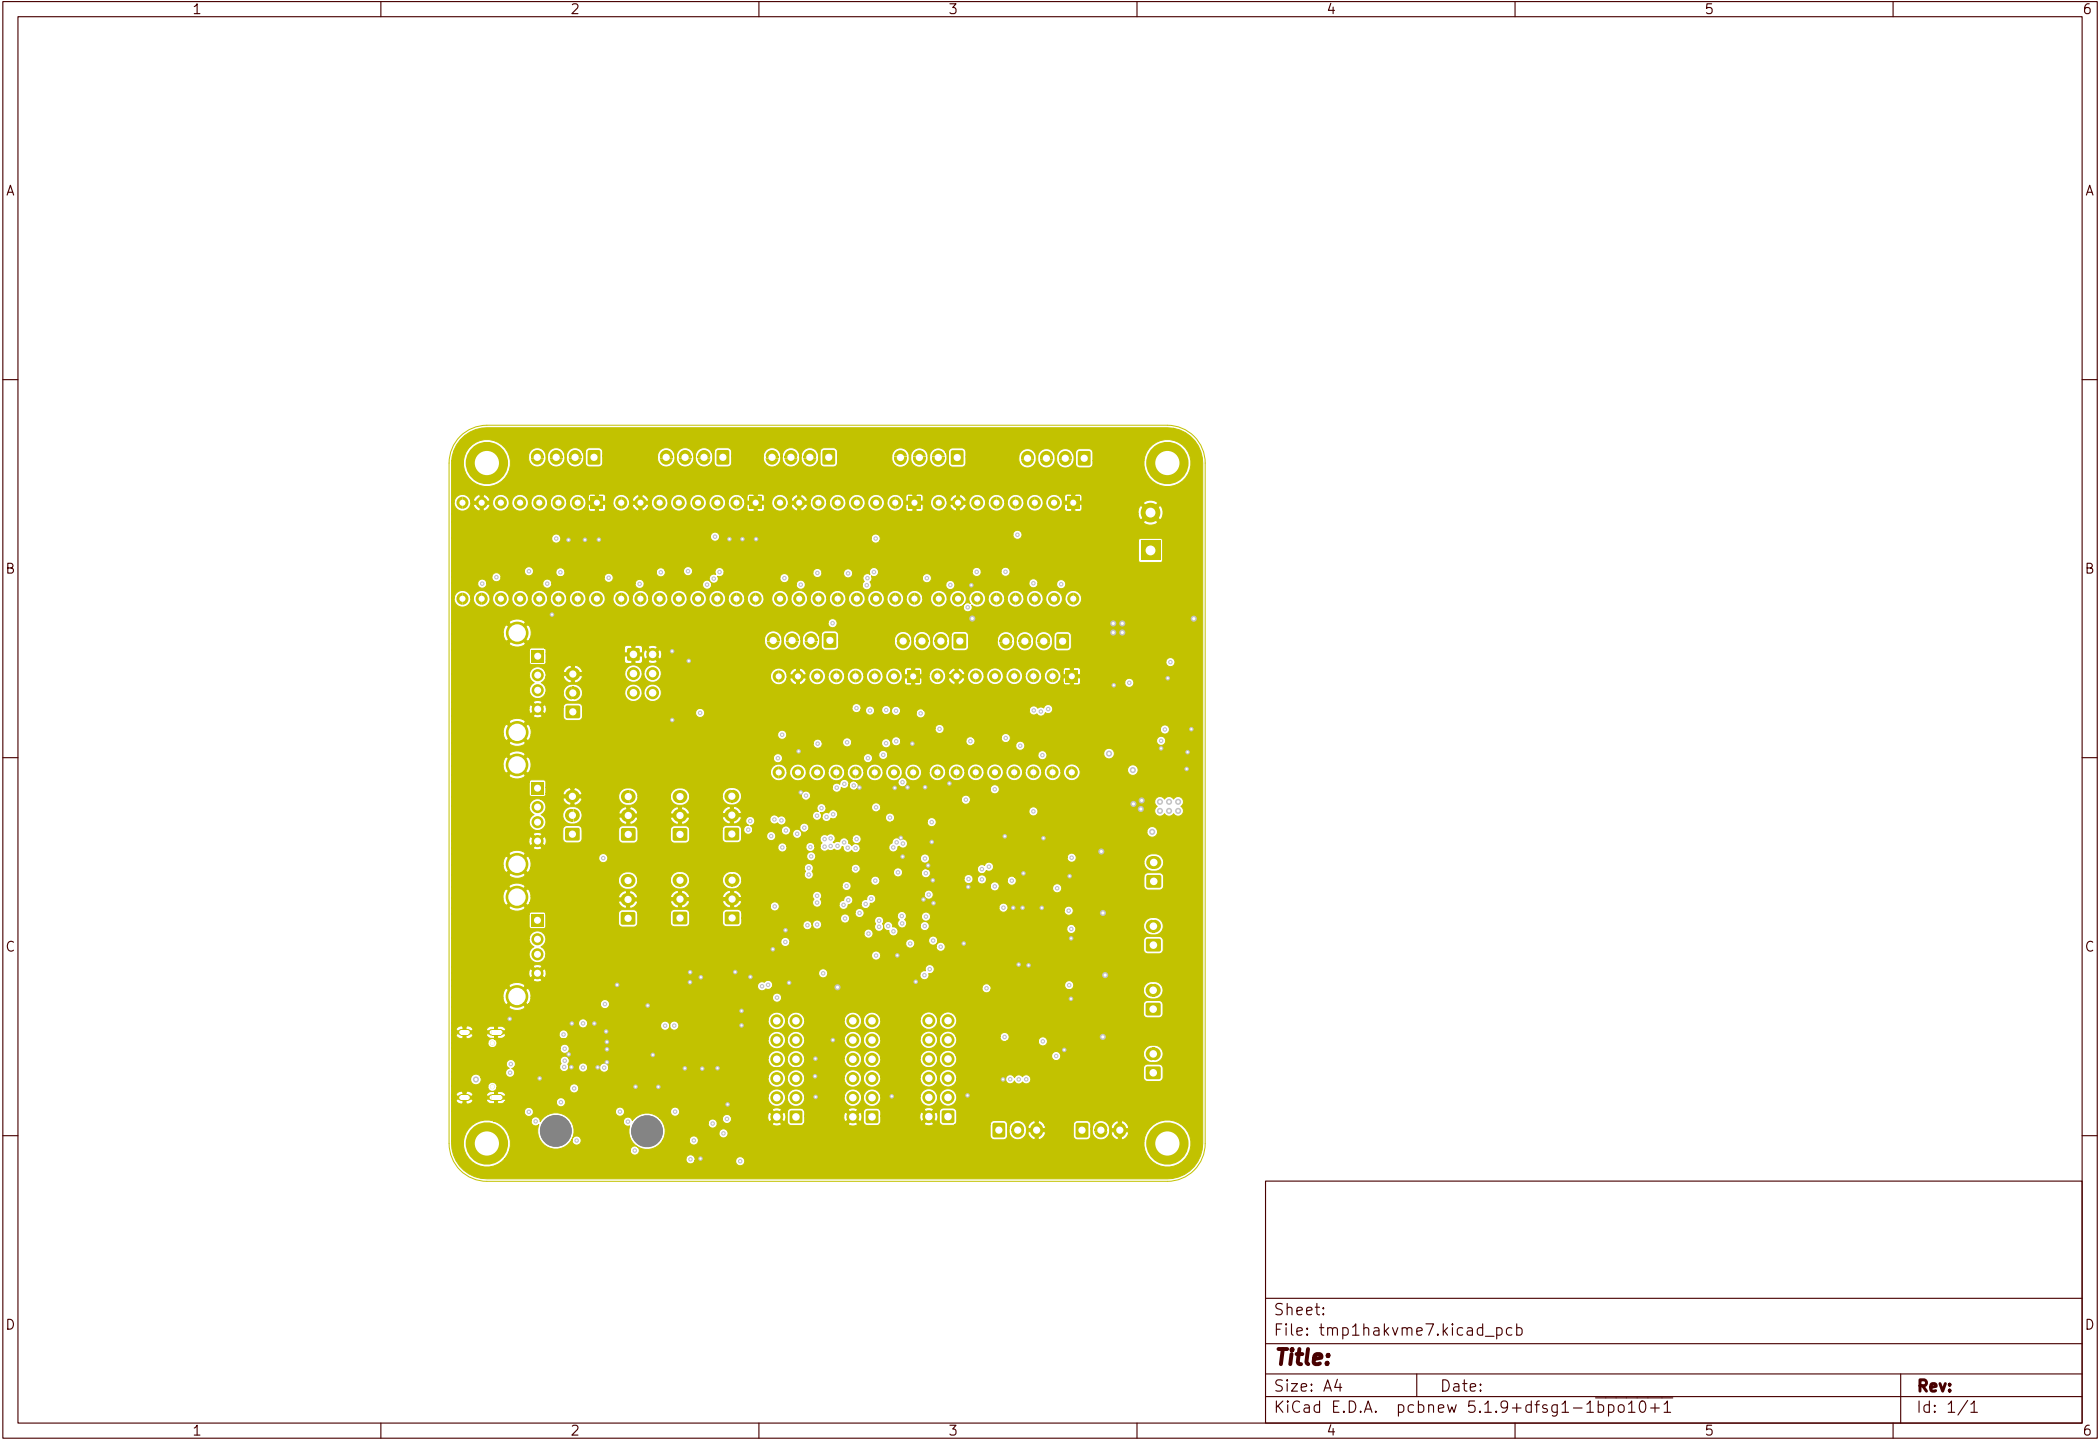 1 2 3 4 5 6
A A
B B
C C
D D
Sheet:
File: tmp1hakvme7.kicad_pcb
Title:
Size: A4 Date: Rev:
KiCad E.D.A. pcbnew 5.1.9+dfsg1-1bpo10+1 Id: 1/1
1 2 3 4 5 6